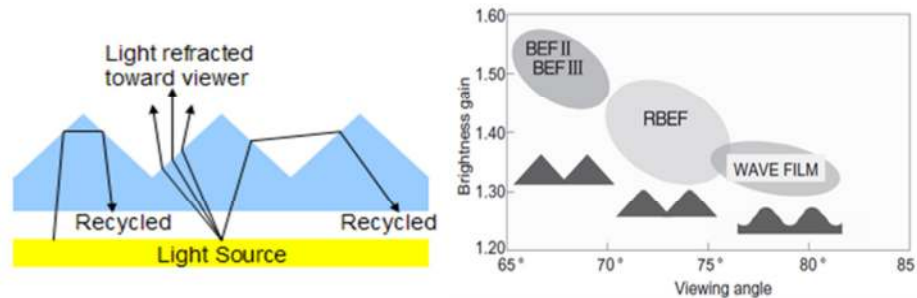 Light refracted
toward viewer
Recycled
Recycled
Light Source
Brightness gain
1.60
1.50
1.40
1.30
1.20
BEF II
BEF III
RBEF
WAVE FILM
65°
70°
75°
80°
85
Viewing angle